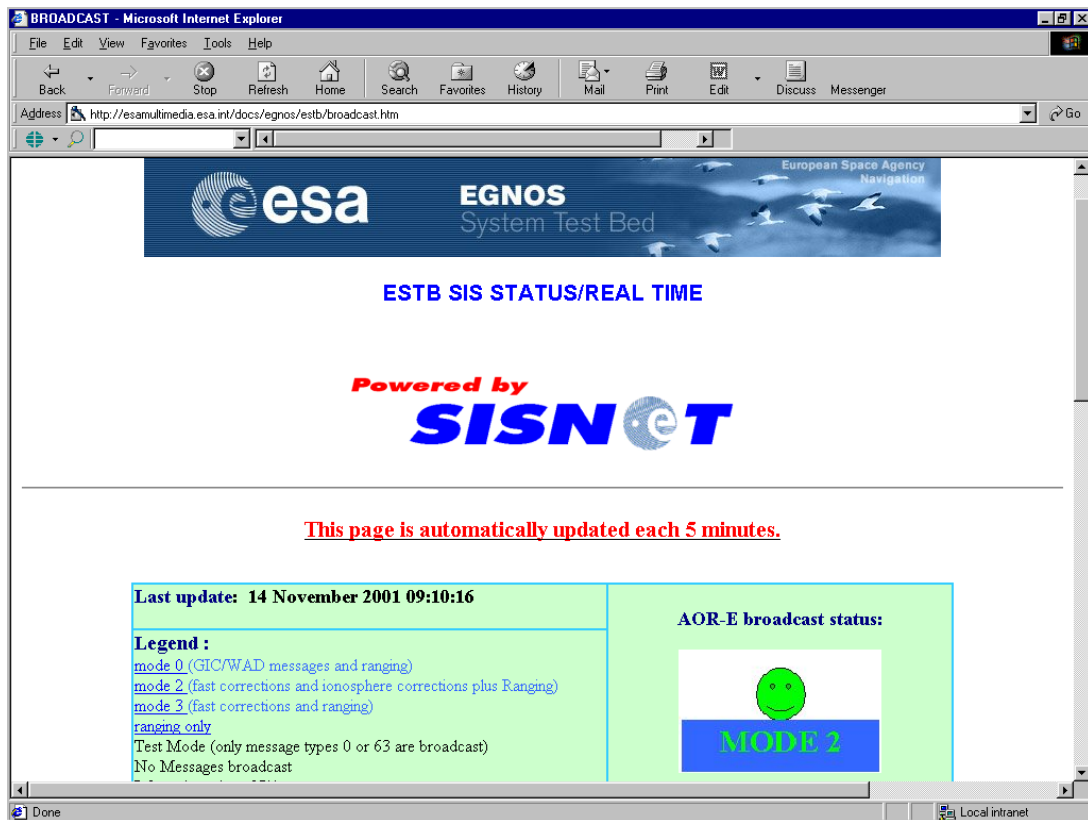 BROADCAST - Microsoft Internet Explorer
File Edit View Favorites Tools Help
Back Forward Stop Refresh Home Search Favorites History Mail Print Edit Discuss Messenger
Address http://esamultimedia.esa.int/docs/egnos/estb/broadcast.htm Go
esa
EGNOS
System Test Bed
European Space Agency
Navigation
ESTB SIS STATUS/REAL TIME
Powered by
SISNeT
This page is automatically updated each 5 minutes.
Last update: 14 November 2001 09:10:16
Legend :
mode 0 (GIC/WAD messages and ranging)
mode 2 (fast corrections and ionosphere corrections plus Ranging)
mode 3 (fast corrections and ranging)
ranging only
Test Mode (only message types 0 or 63 are broadcast)
No Messages broadcast
AOR-E broadcast status:
MODE 2
Done
Local intranet